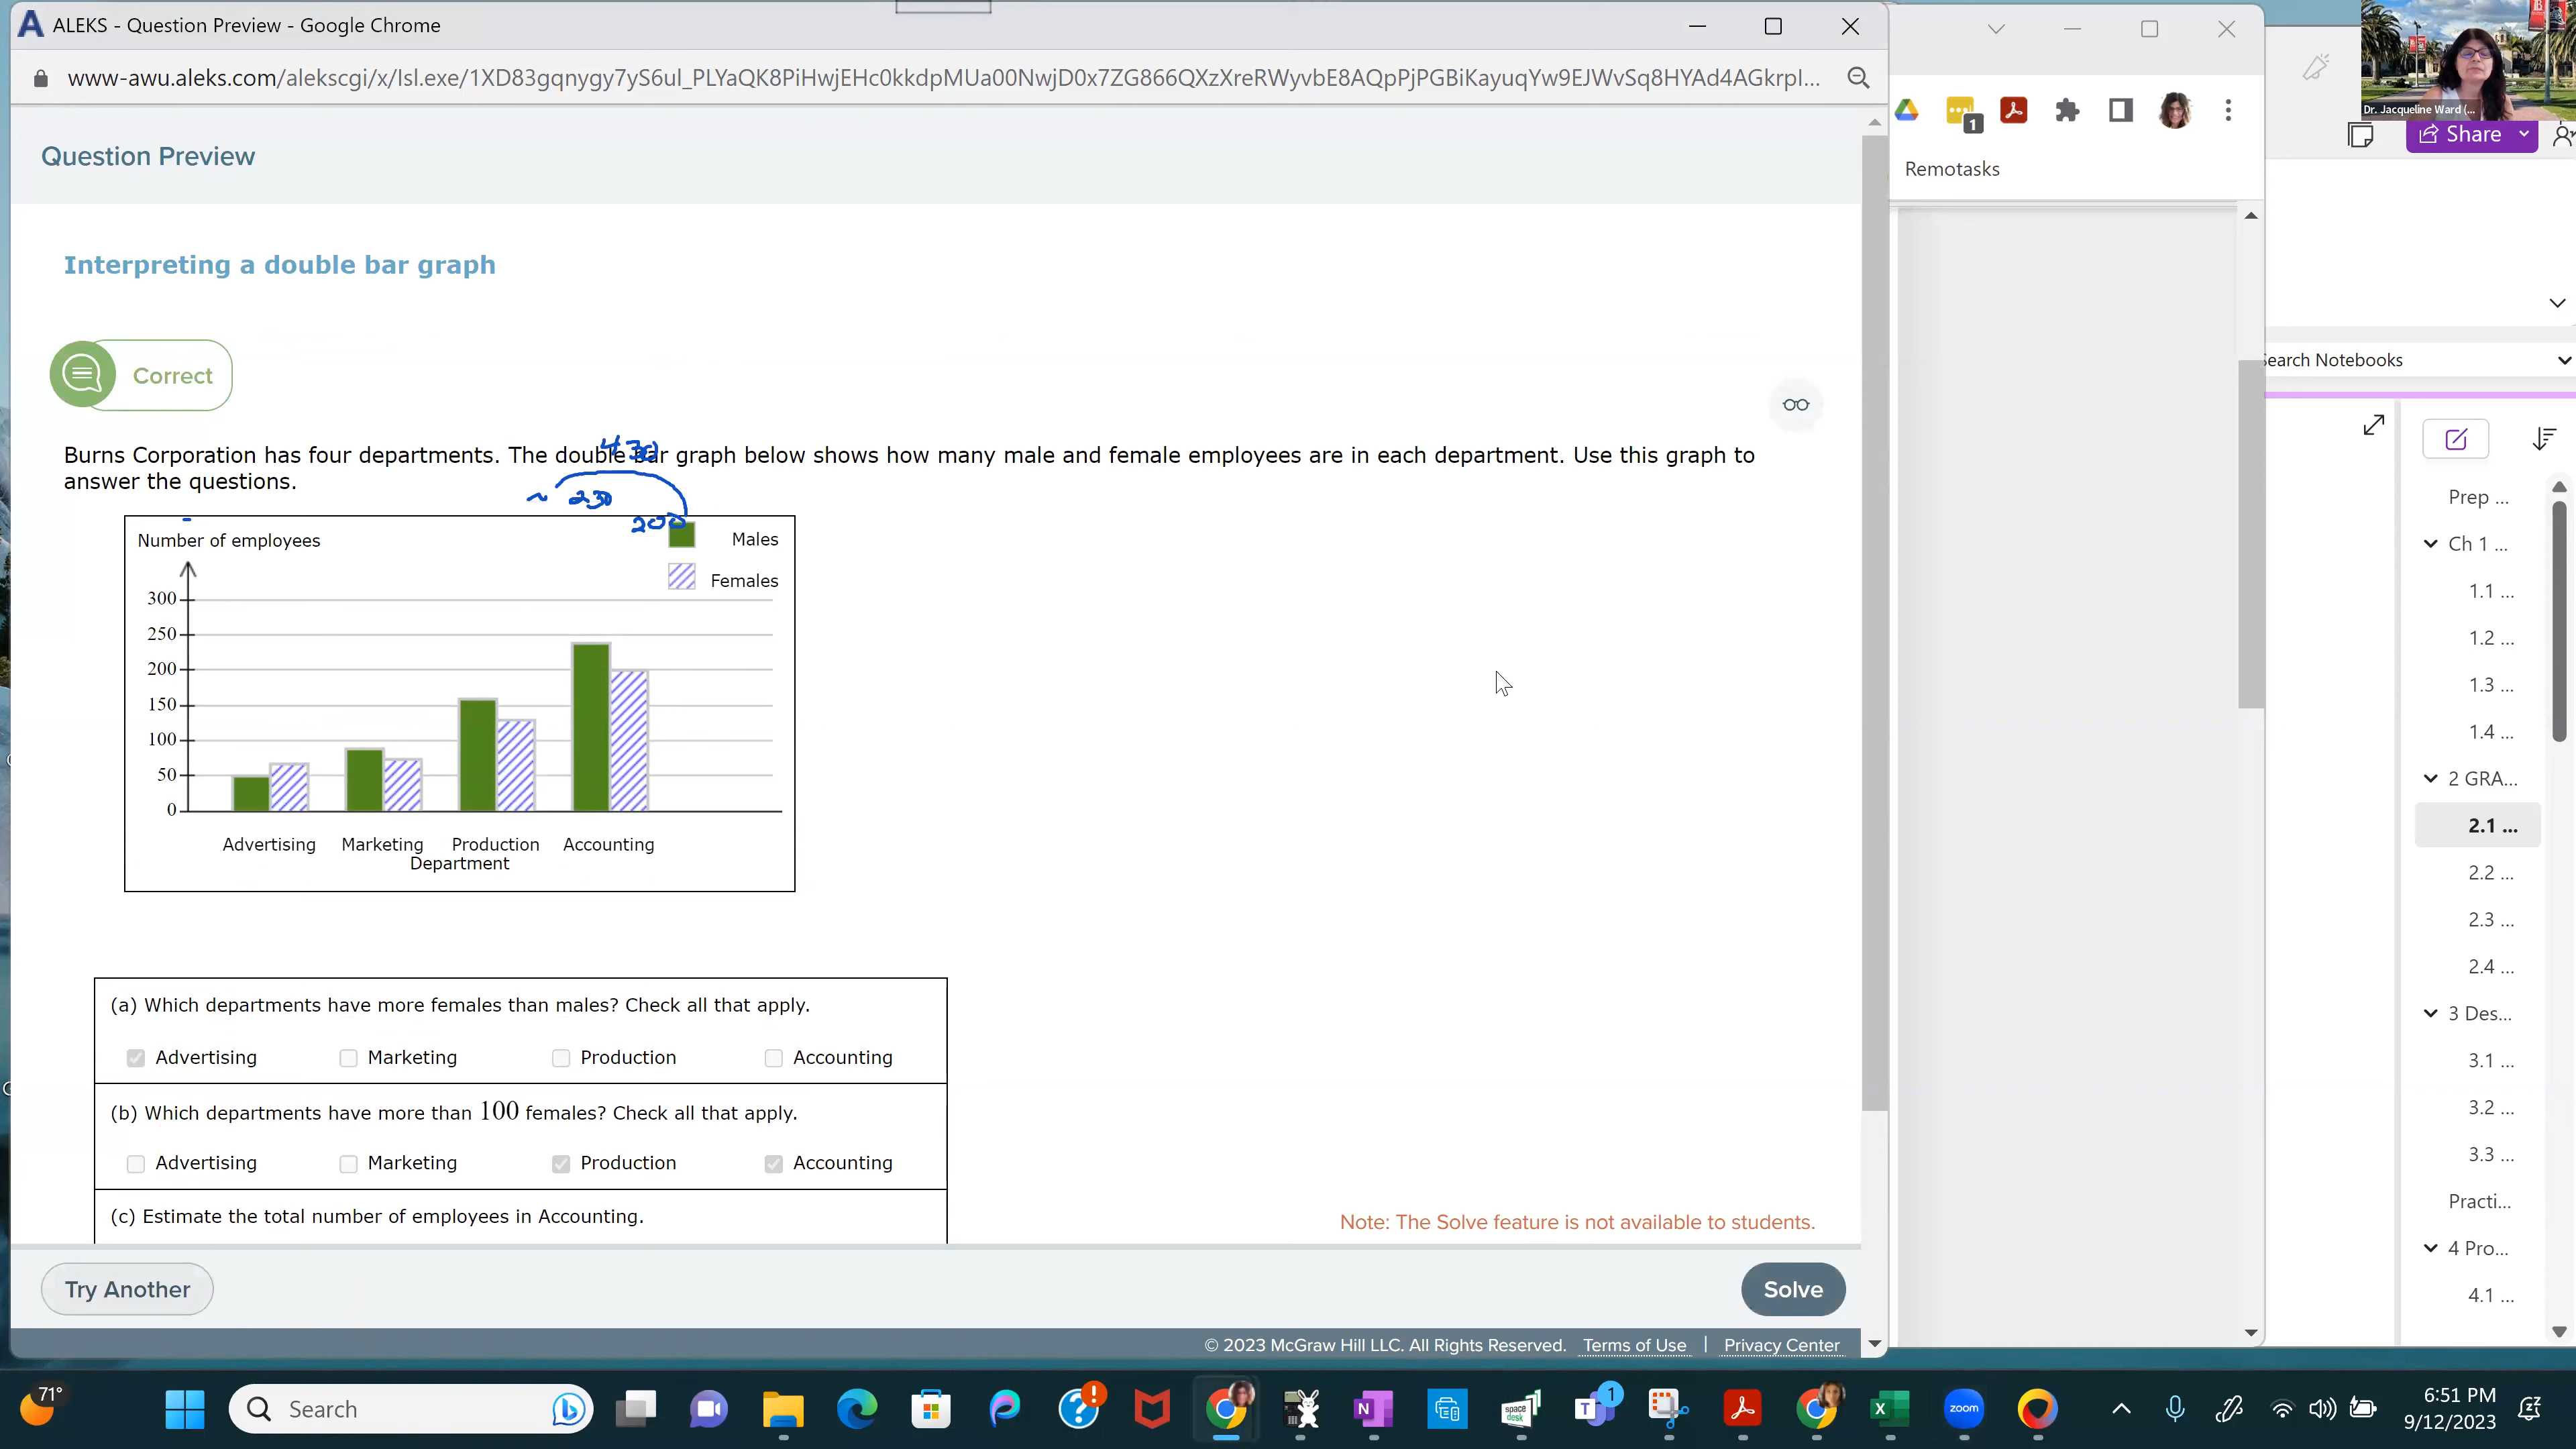 ALEKS - Question Preview - Google Chrome
www-awu.aleks.com/alekscgi/x/Isl.exe/1XD83gqnygy7yS6ul_PLYaQK8PiHwjEHc0kkdpMUa00NwjD0x7ZG866QXzXreRWyvbE8AQpPjPGBiKayuqYw9EJWvSq8HYAd4AGkrpI...
Dr. Jacqueline Ward (...
1
Share
Remotasks
Question Preview
Interpreting a double bar graph
Correct
430
Burns Corporation has four departments. The double bar graph below shows how many male and female employees are in each department. Use this graph to
answer the questions.
~ 230
200
Number of employees
Males
Females
300
250
200
150
100
50
0
Advertising Marketing Production Accounting
Department
(a) Which departments have more females than males? Check all that apply.
Advertising Marketing Production Accounting
(b) Which departments have more than 100 females? Check all that apply.
Advertising Marketing Production Accounting
(c) Estimate the total number of employees in Accounting.
Note: The Solve feature is not available to students.
Try Another
Solve
© 2023 McGraw Hill LLC. All Rights Reserved. Terms of Use | Privacy Center
Search Notebooks
Prep ...
Ch 1 ...
1.1 ...
1.2 ...
1.3 ...
1.4 ...
2 GRA...
2.1 ...
2.2 ...
2.3 ...
2.4 ...
3 Des...
3.1 ...
3.2 ...
3.3 ...
Practi...
4 Pro...
4.1 ...
71°
Search
space
desk
1
zoom
6:51 PM
9/12/2023